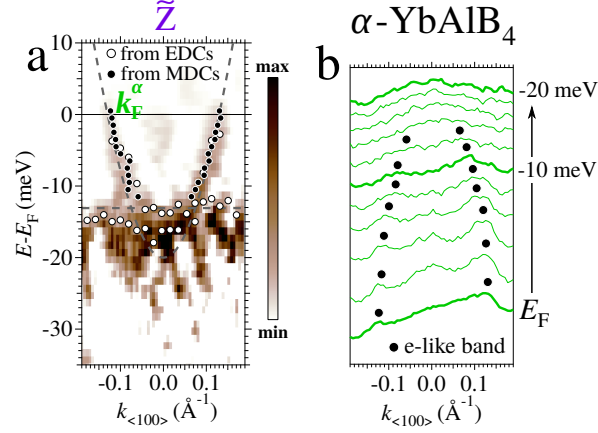 Z̃
α-YbAlB₄
a
from EDCs
from MDCs
k_F^α
10
0
-10
-20
-30
E-E_F (meV)
-0.1
0.0
0.1
k_<100> (Å⁻¹)
max
min
b
-20 meV
-10 meV
E_F
e-like band
-0.1
0.0
0.1
k_<100> (Å⁻¹)